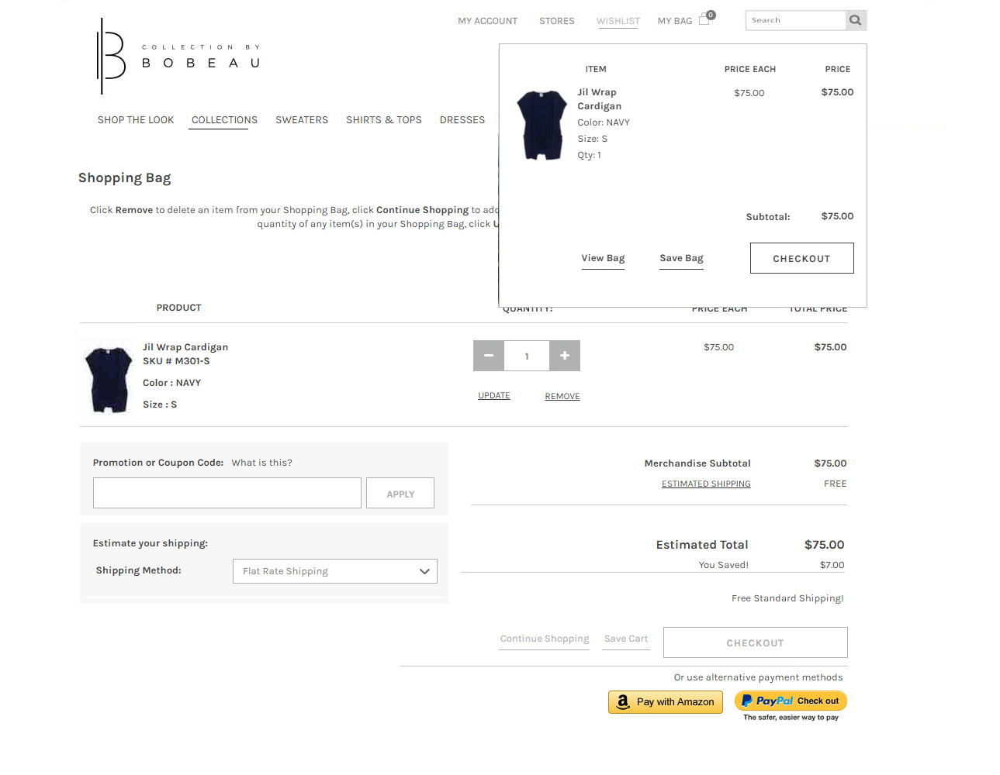 MY ACCOUNT STORES WISHLIST MY BAG 0 Search
COLLECTION BY
BOBEAU
ITEM PRICE EACH PRICE
Jil Wrap
Cardigan
$75.00 $75.00
Color: NAVY
Size: S
Qty: 1
Subtotal: $75.00
View Bag Save Bag CHECKOUT
SHOP THE LOOK COLLECTIONS SWEATERS SHIRTS & TOPS DRESSES
Shopping Bag
Click Remove to delete an item from your Shopping Bag, click Continue Shopping to add
quantity of any item(s) in your Shopping Bag, click U
PRODUCT QUANTITY: PRICE EACH TOTAL PRICE
Jil Wrap Cardigan
SKU # M301-S
Color : NAVY
Size : S
1
UPDATE REMOVE
$75.00 $75.00
Promotion or Coupon Code: What is this?
APPLY
Estimate your shipping:
Shipping Method: Flat Rate Shipping
Merchandise Subtotal $75.00
ESTIMATED SHIPPING FREE
Estimated Total $75.00
You Saved! $7.00
Free Standard Shipping!
Continue Shopping Save Cart CHECKOUT
Or use alternative payment methods
Pay with Amazon
PayPal Check out
The safer, easier way to pay